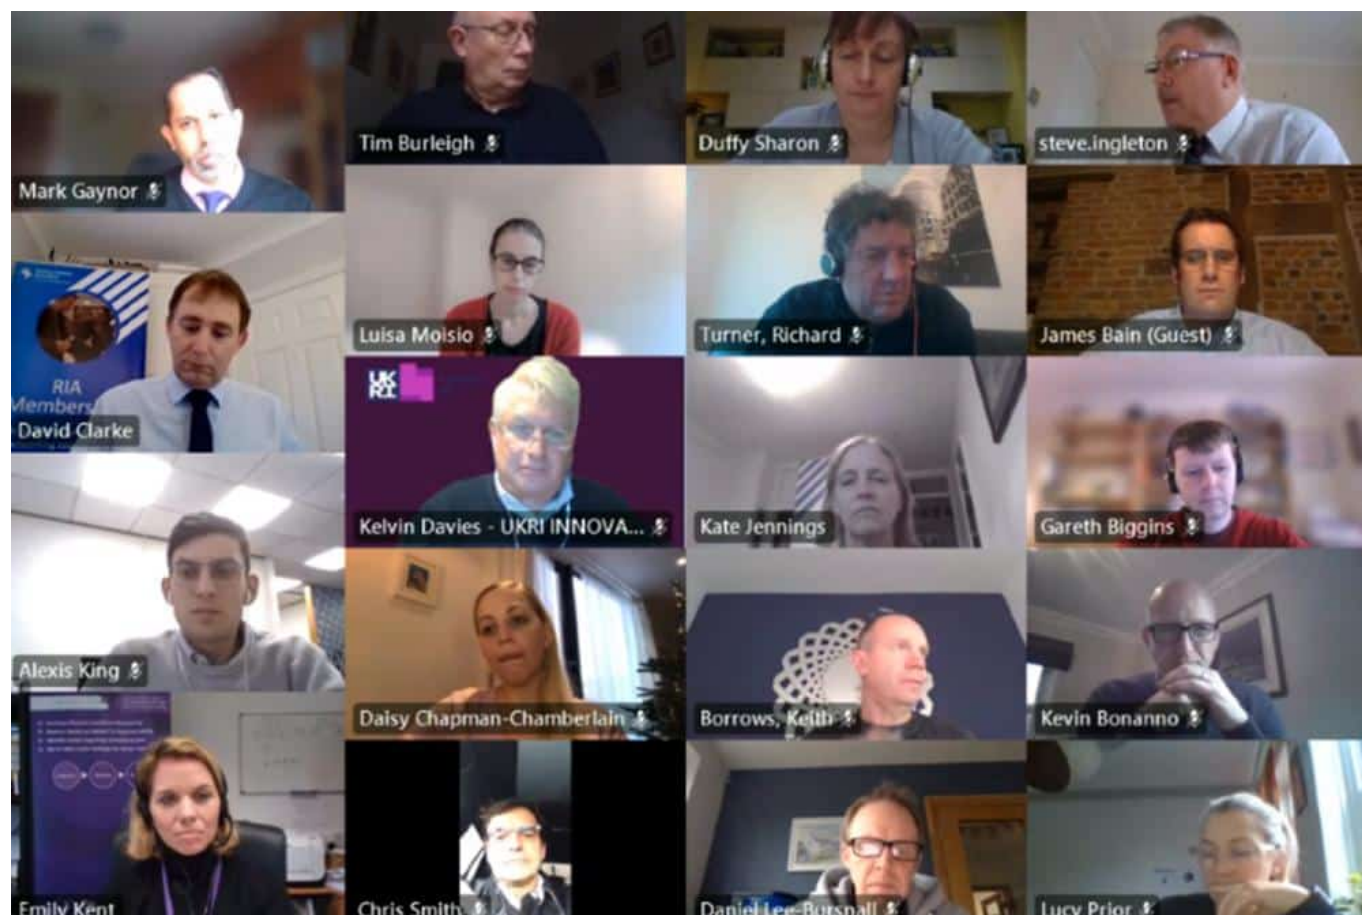 Mark Gaynor
Tim Burleigh
Duffy Sharon
steve.ingleton
David Clarke
RIA
Members
Luisa Moisio
Turner, Richard
James Bain (Guest)
UK
RI
Kelvin Davies - UKRI INNOVA...
Kate Jennings
Gareth Biggins
Alexis King
Daisy Chapman-Chamberlain
Borrows, Keith
Kevin Bonanno
Emily Kent
Chris Smith
Daniel Lee-Bursnall
Lucy Prior